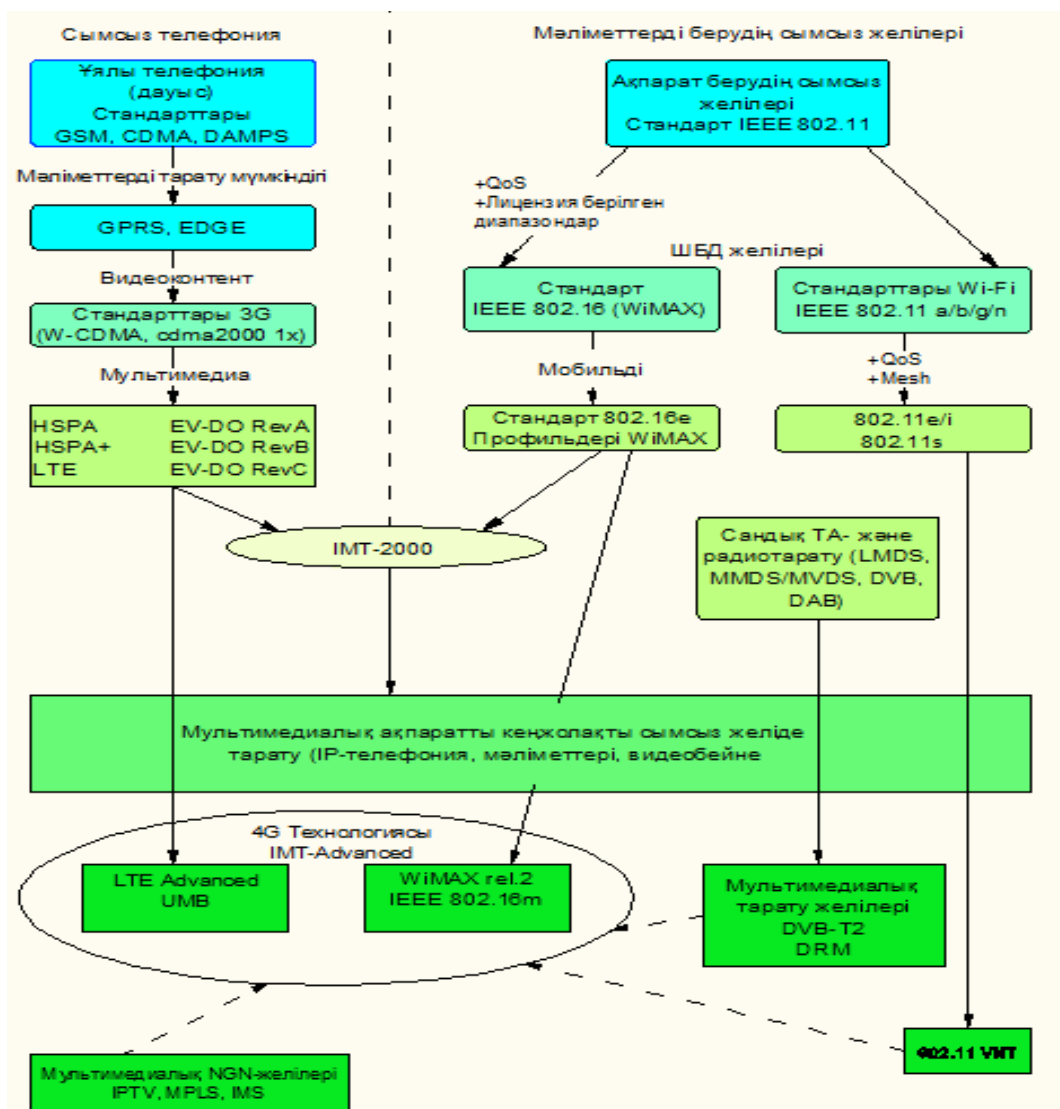 Сымсыз телефония
Мәліметтерді берудің сымсыз желілері
Ұялы телефония
(дауыс)
Стандарттары
GSM, CDMA, DAMPS
Ақпарат берудің сымсыз
желілері
Стандарт IEEE 802.11
Мәліметтерді тарату мүмкіндігі
+QoS
+Лицензия берілген
диапазондар
GPRS, EDGE
ШБД желілері
Видеоконтент
Стандарт
IEEE 802.16 (WiMAX)
Стандарттары Wi-Fi
IEEE 802.11 a/b/g/n
Стандарттары 3G
(W-CDMA, cdma2000 1x)
Мультимедиа
Мобильді
+QoS
+Mesh
HSPA EV-DO RevA
HSPA+ EV-DO RevB
LTE EV-DO RevC
Стандарт 802.16e
Профильдері WiMAX
802.11e/i
802.11s
IMT-2000
Сандық ТА- және
радиотарату (LMDS,
MMDS/MVDS, DVB,
DAB)
Мультимедиалық ақпаратты кеңжолақты сымсыз желіде
тарату (IP-телефония, мәліметтері, видеобейне
4G Технологиясы
IMT-Advanced
LTE Advanced
UMB
WiMAX rel.2
IEEE 802.16m
Мультимедиалық
тарату желілері
DVB-T2
DRM
802.11 VHT
Мультимедиалық NGN-желілері
IPTV, MPLS, IMS